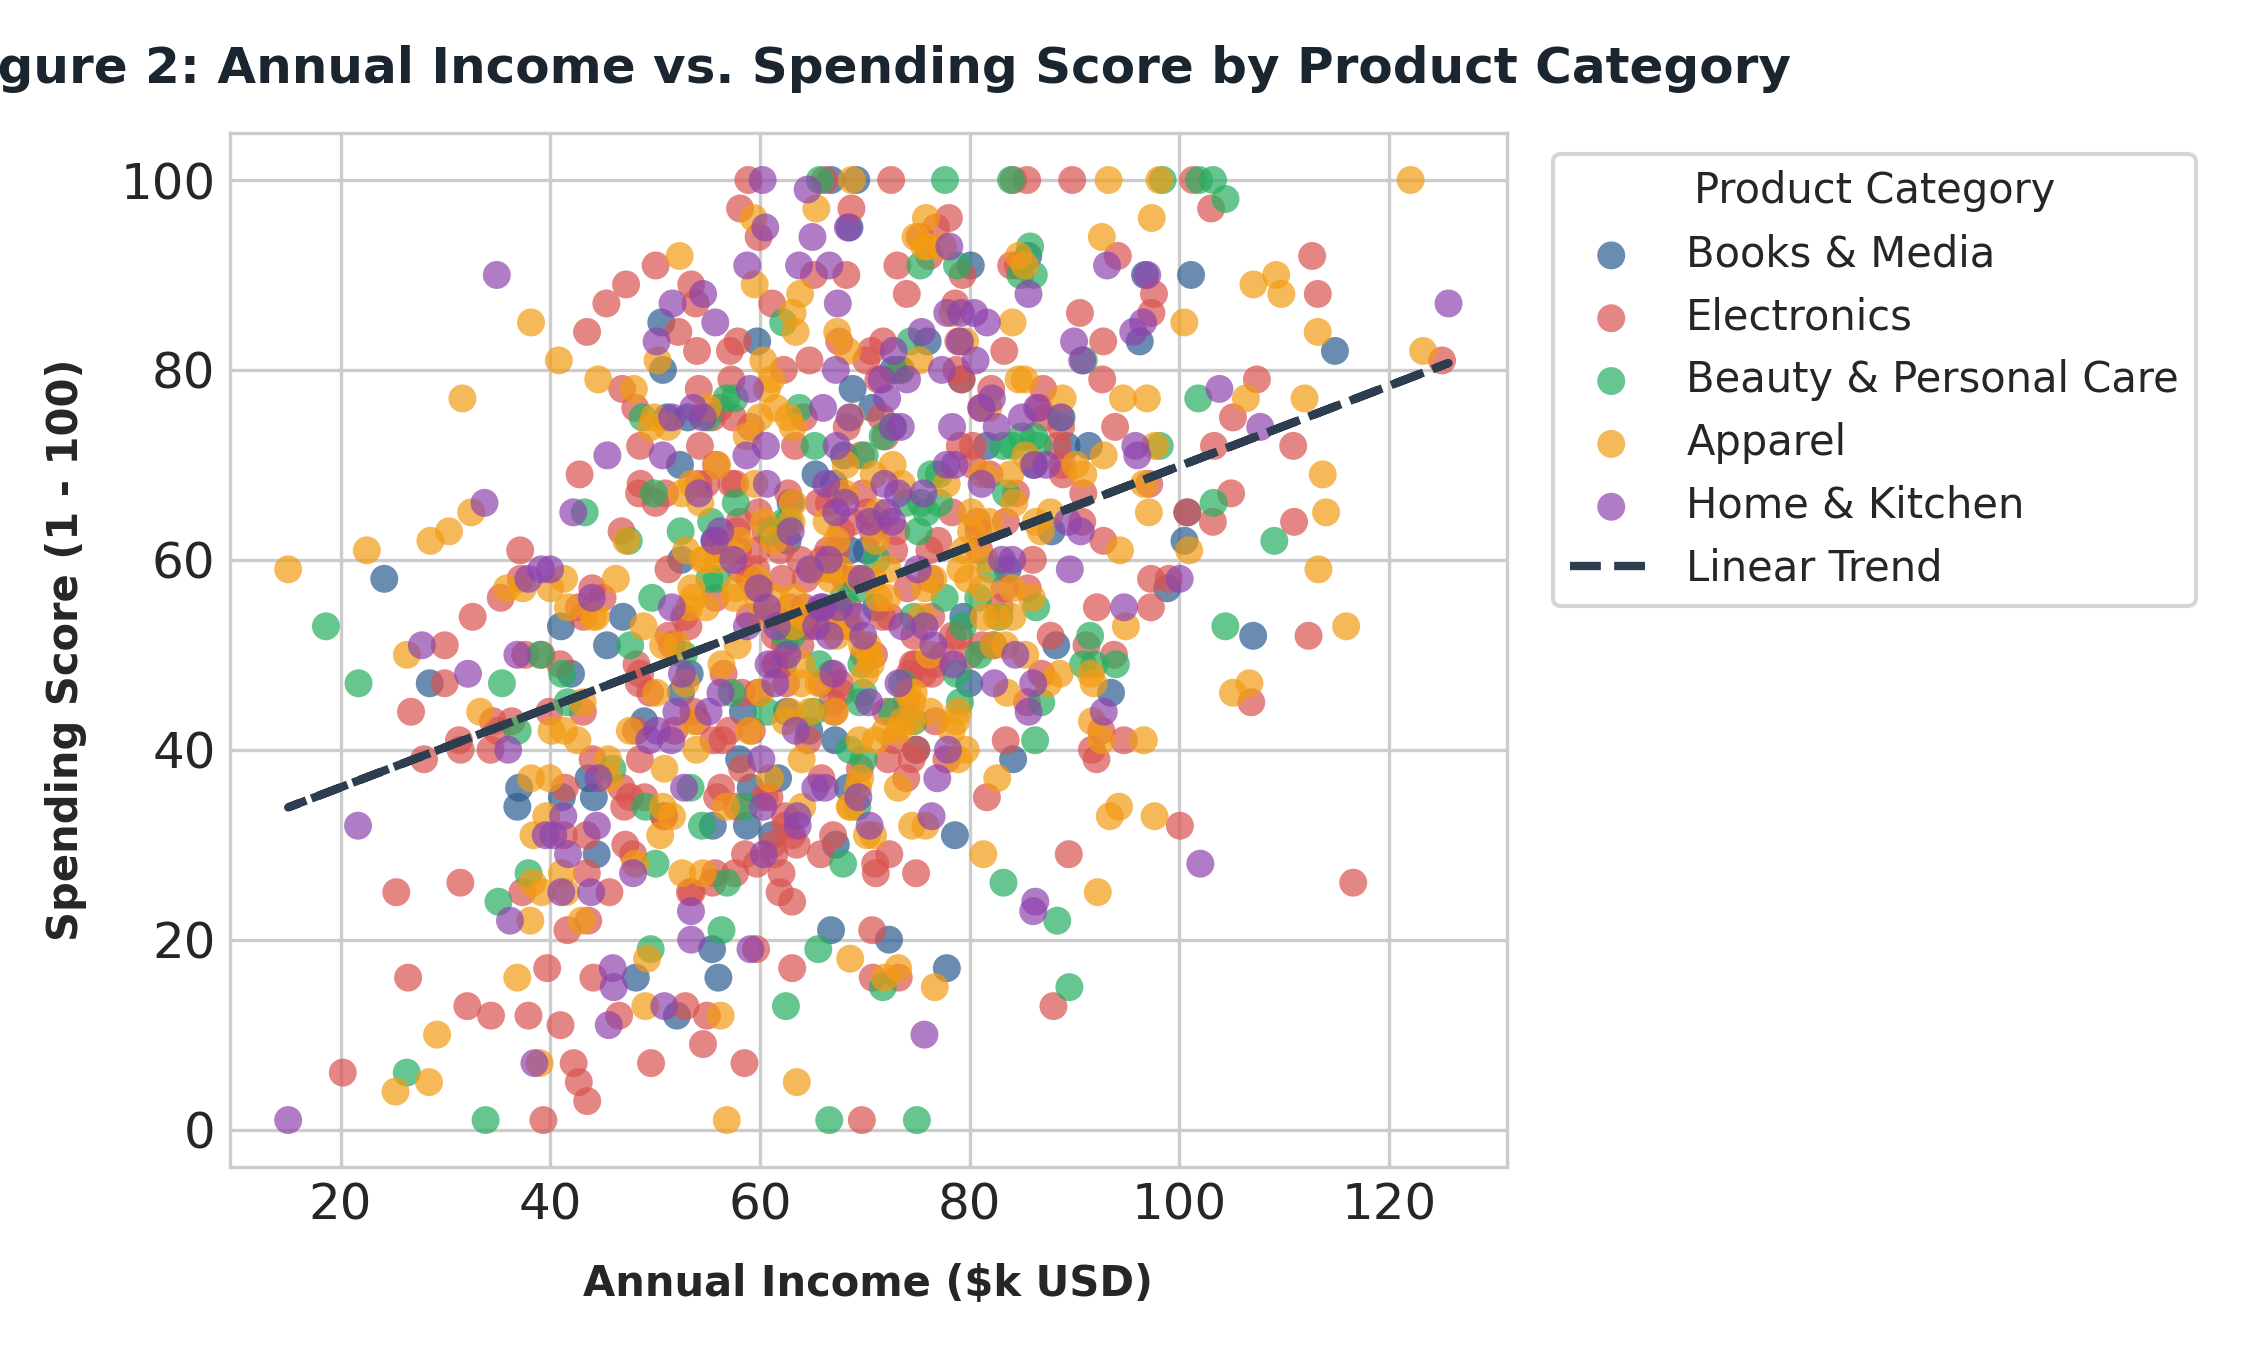 gure 2: Annual Income vs. Spending Score by Product Category
Spending Score (1 - 100)
100
80
60
40
20
0
20 40 60 80 100 120
Annual Income ($k USD)
Product Category
Books & Media
Electronics
Beauty & Personal Care
Apparel
Home & Kitchen
Linear Trend